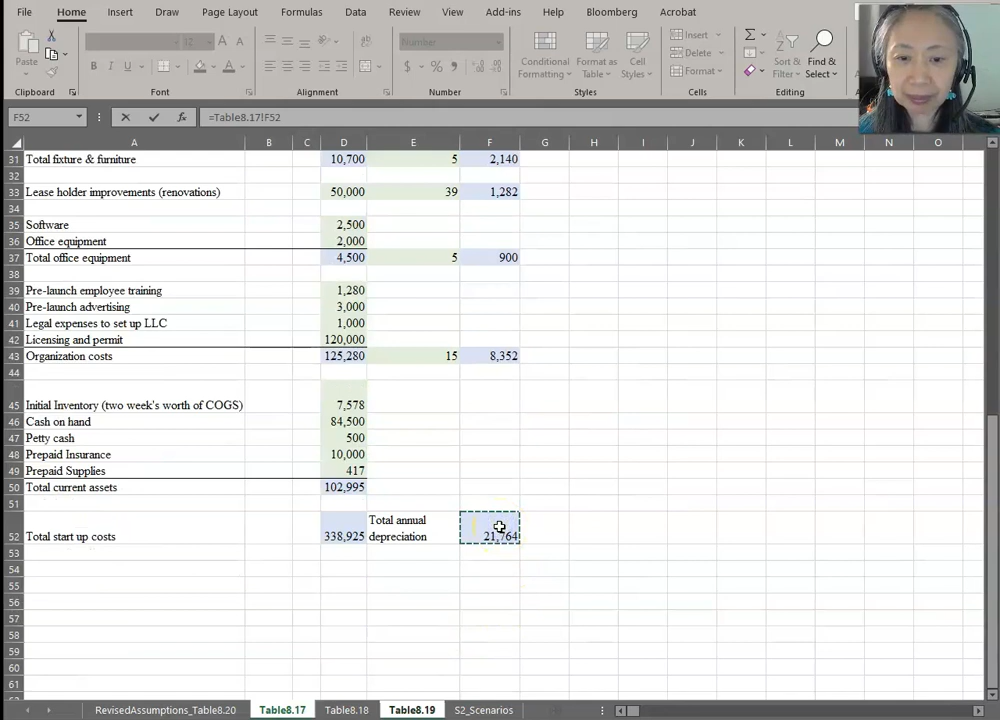 File Home Insert Draw Page Layout Formulas Data Review View Add-ins Help Bloomberg Acrobat
Paste
B I U
12
A A
Number
$ % ,
Conditional Formatting
Format as Table
Cell Styles
Insert
Delete
Format
Sort & Filter
Find & Select
Clipboard Font Alignment Number Styles Cells Editing
F52 fx =Table8.17!F52
A B C D E F G H I J K L M N O
31 Total fixture & furniture 10,700 5 2,140
32
33 Lease holder improvements (renovations) 50,000 39 1,282
34
35 Software 2,500
36 Office equipment 2,000
37 Total office equipment 4,500 5 900
38
39 Pre-launch employee training 1,280
40 Pre-launch advertising 3,000
41 Legal expenses to set up LLC 1,000
42 Licensing and permit 120,000
43 Organization costs 125,280 15 8,352
44
45 Initial Inventory (two week's worth of COGS) 7,578
46 Cash on hand 84,500
47 Petty cash 500
48 Prepaid Insurance 10,000
49 Prepaid Supplies 417
50 Total current assets 102,995
51
Total annual
52 Total start up costs 338,925 depreciation 21,764
53
54
55
56
57
58
59
60
61
RevisedAssumptions_Table8.20 Table8.17 Table8.18 Table8.19 S2_Scenarios